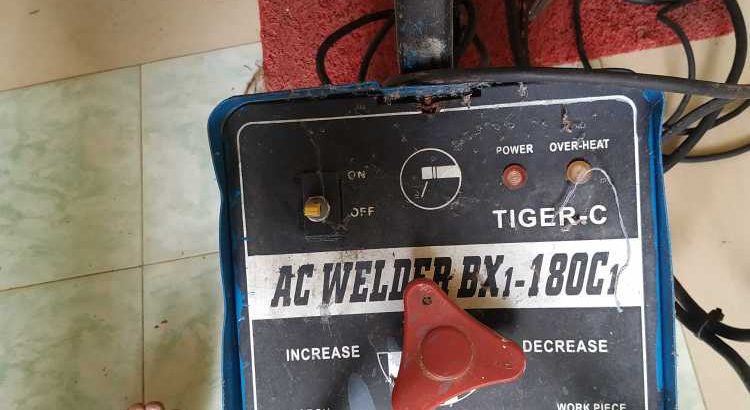 POWER OVER-HEAT
ON
OFF
TIGER-C
AC WELDER BX1-180C1
INCREASE DECREASE
WORK PIECE